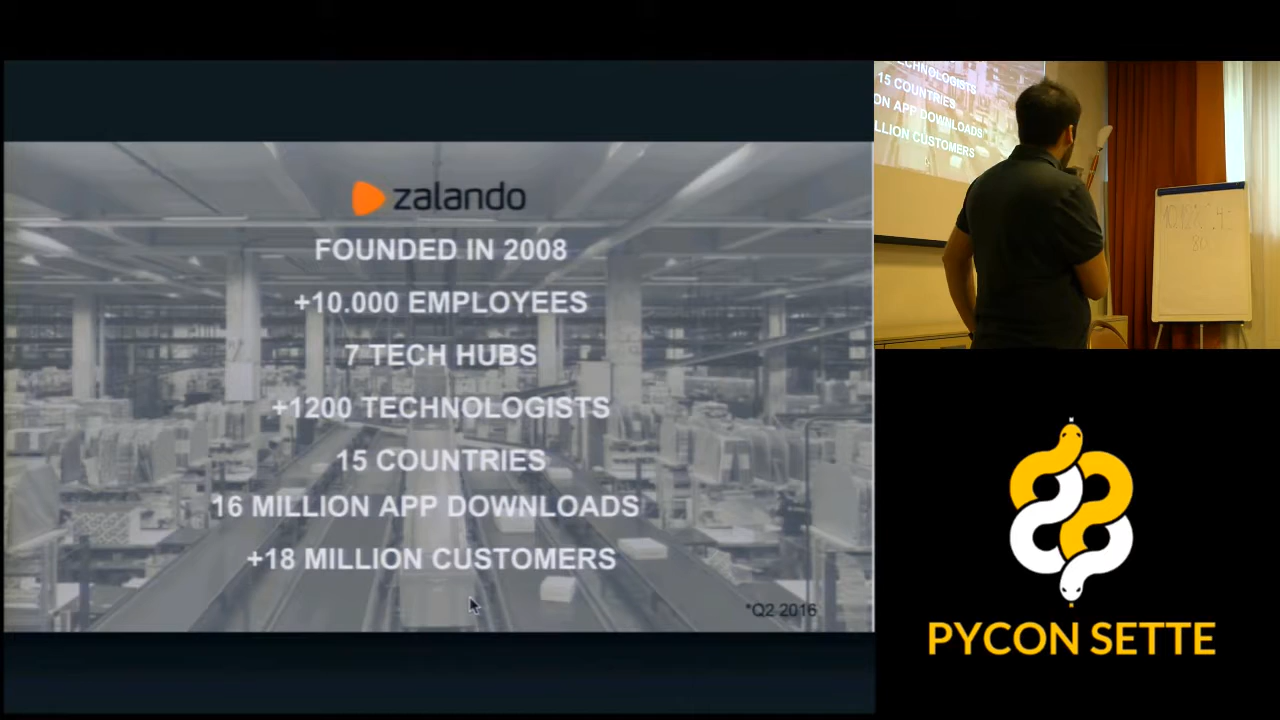 zalando
FOUNDED IN 2008
+10.000 EMPLOYEES
7 TECH HUBS
+1200 TECHNOLOGISTS
15 COUNTRIES
16 MILLION APP DOWNLOADS
+18 MILLION CUSTOMERS
*Q2 2016
ECHNOLOGISTS
15 COUNTRIES
ON APP DOWNLOADS
LLION CUSTOMERS
PYCON SETTE